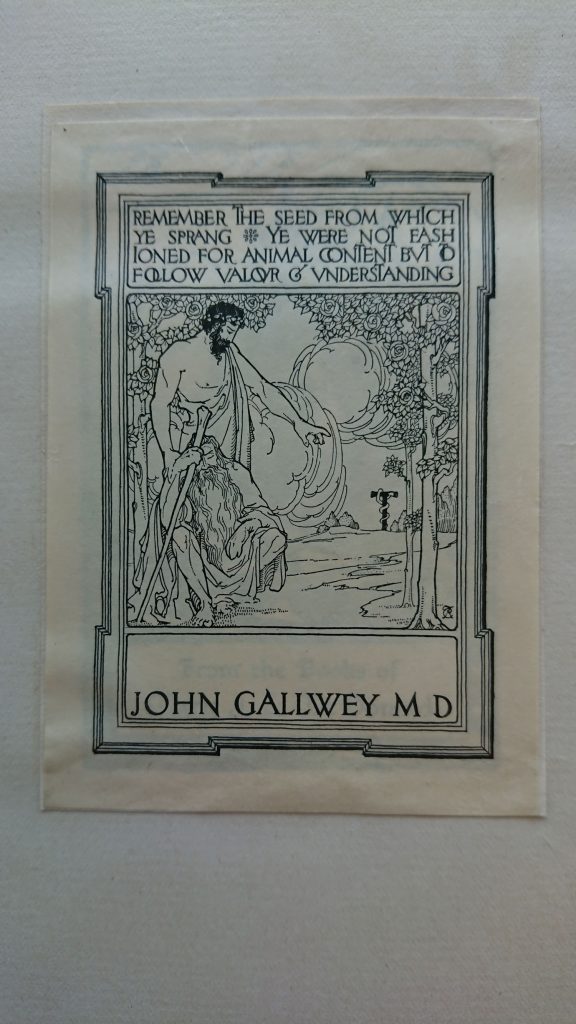 REMEMBER THE SEED FROM WHICH
YE SPRANG ❊ YE WERE NOT FASH
IONED FOR ANIMAL CONTENT BVT TO
FOLLOW VALOVR & VNDERSTANDING
From the Books of
JOHN GALLWEY M D